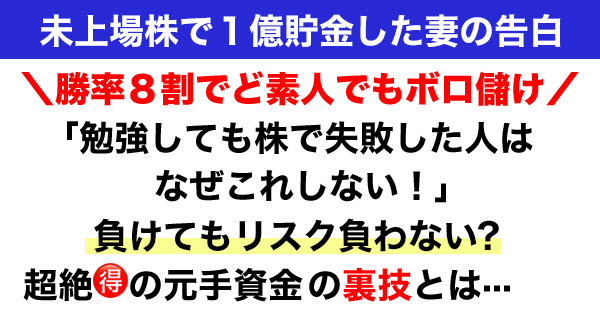 未上場株で１億貯金した妻の告白
＼勝率８割でど素人でもボロ儲け／
「勉強しても株で失敗した人は
なぜこれしない！」
負けてもリスク負わない?
超絶得の元手資金の裏技とは…